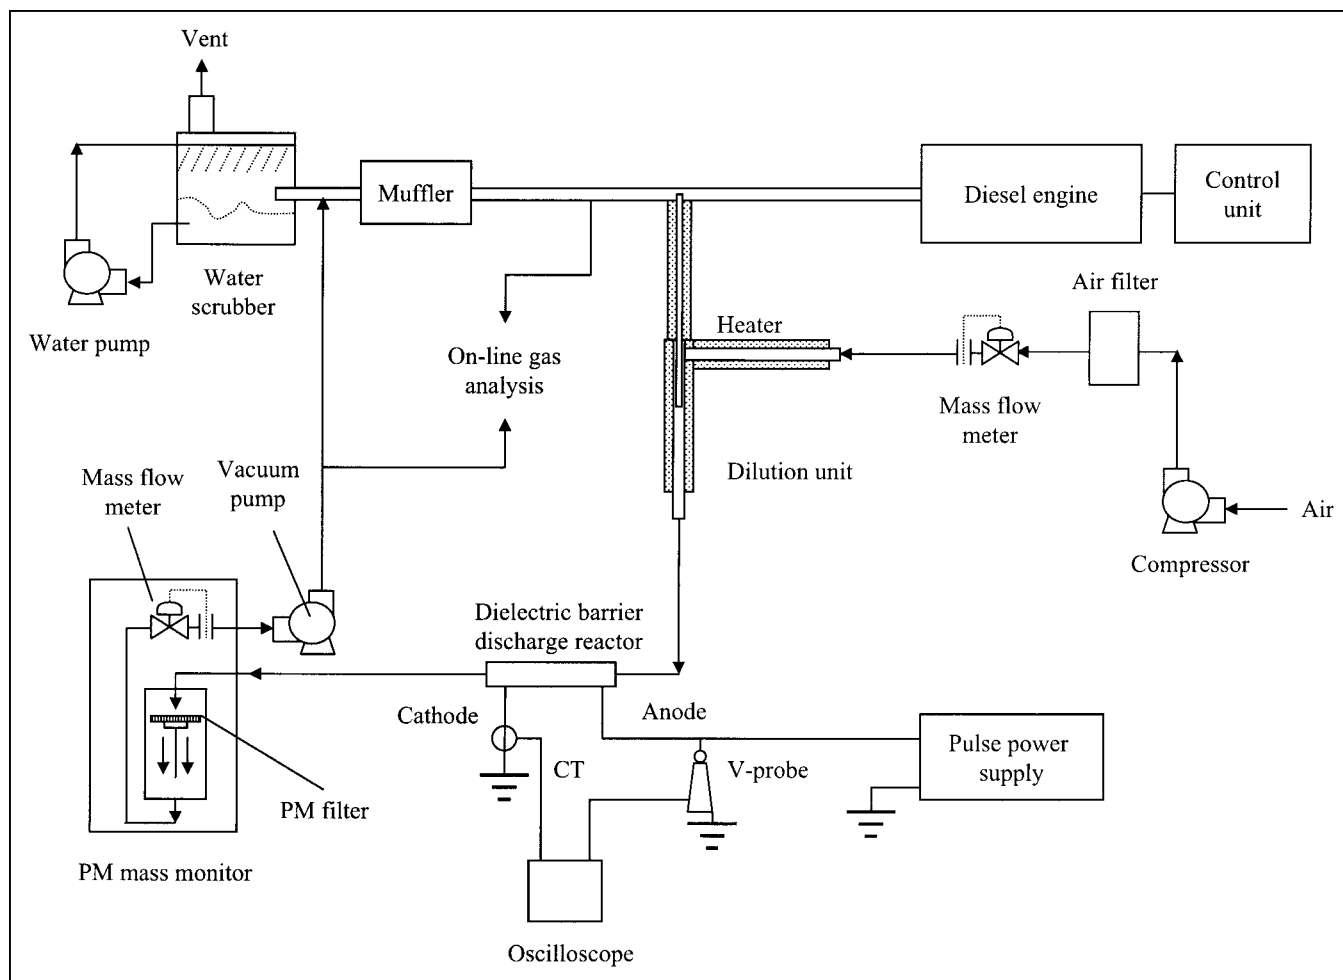 Vent
Muffler
Diesel engine
Control
unit
Water
scrubber
Water pump
Air filter
Heater
On-line gas
analysis
Mass flow
meter
Dilution unit
Mass flow
meter
Vacuum
pump
Air
Compressor
Dielectric barrier
discharge reactor
Cathode
Anode
CT
V-probe
Pulse power
supply
PM filter
PM mass monitor
Oscilloscope